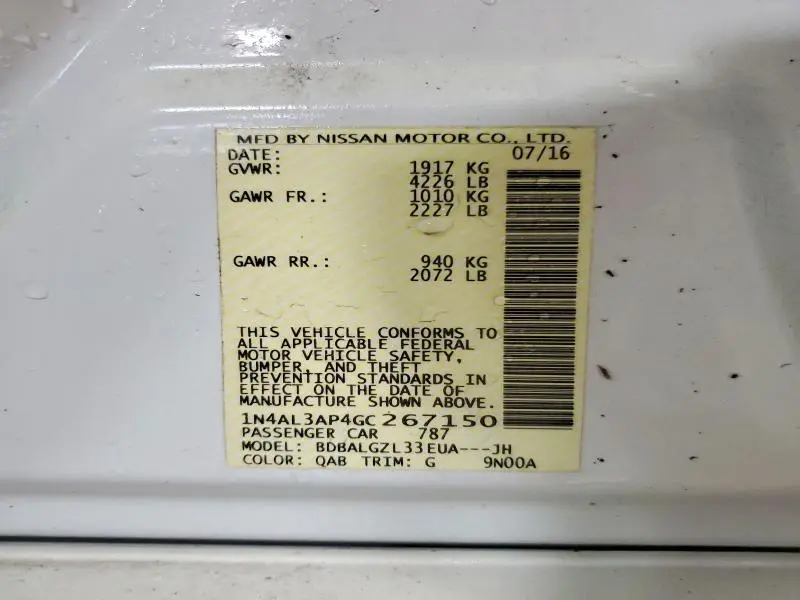 MFD BY NISSAN MOTOR CO., LTD.
DATE: 07/16
GVWR: 1917 KG
4226 LB
GAWR FR.: 1010 KG
2227 LB
GAWR RR.: 940 KG
2072 LB
THIS VEHICLE CONFORMS TO
ALL APPLICABLE FEDERAL
MOTOR VEHICLE SAFETY,
BUMPER, AND THEFT
PREVENTION STANDARDS IN
EFFECT ON THE DATE OF
MANUFACTURE SHOWN ABOVE.
1N4AL3AP4GC267150
PASSENGER CAR 787
MODEL: BDBALGZL33EUA---JH
COLOR: QAB TRIM: G 9N00A